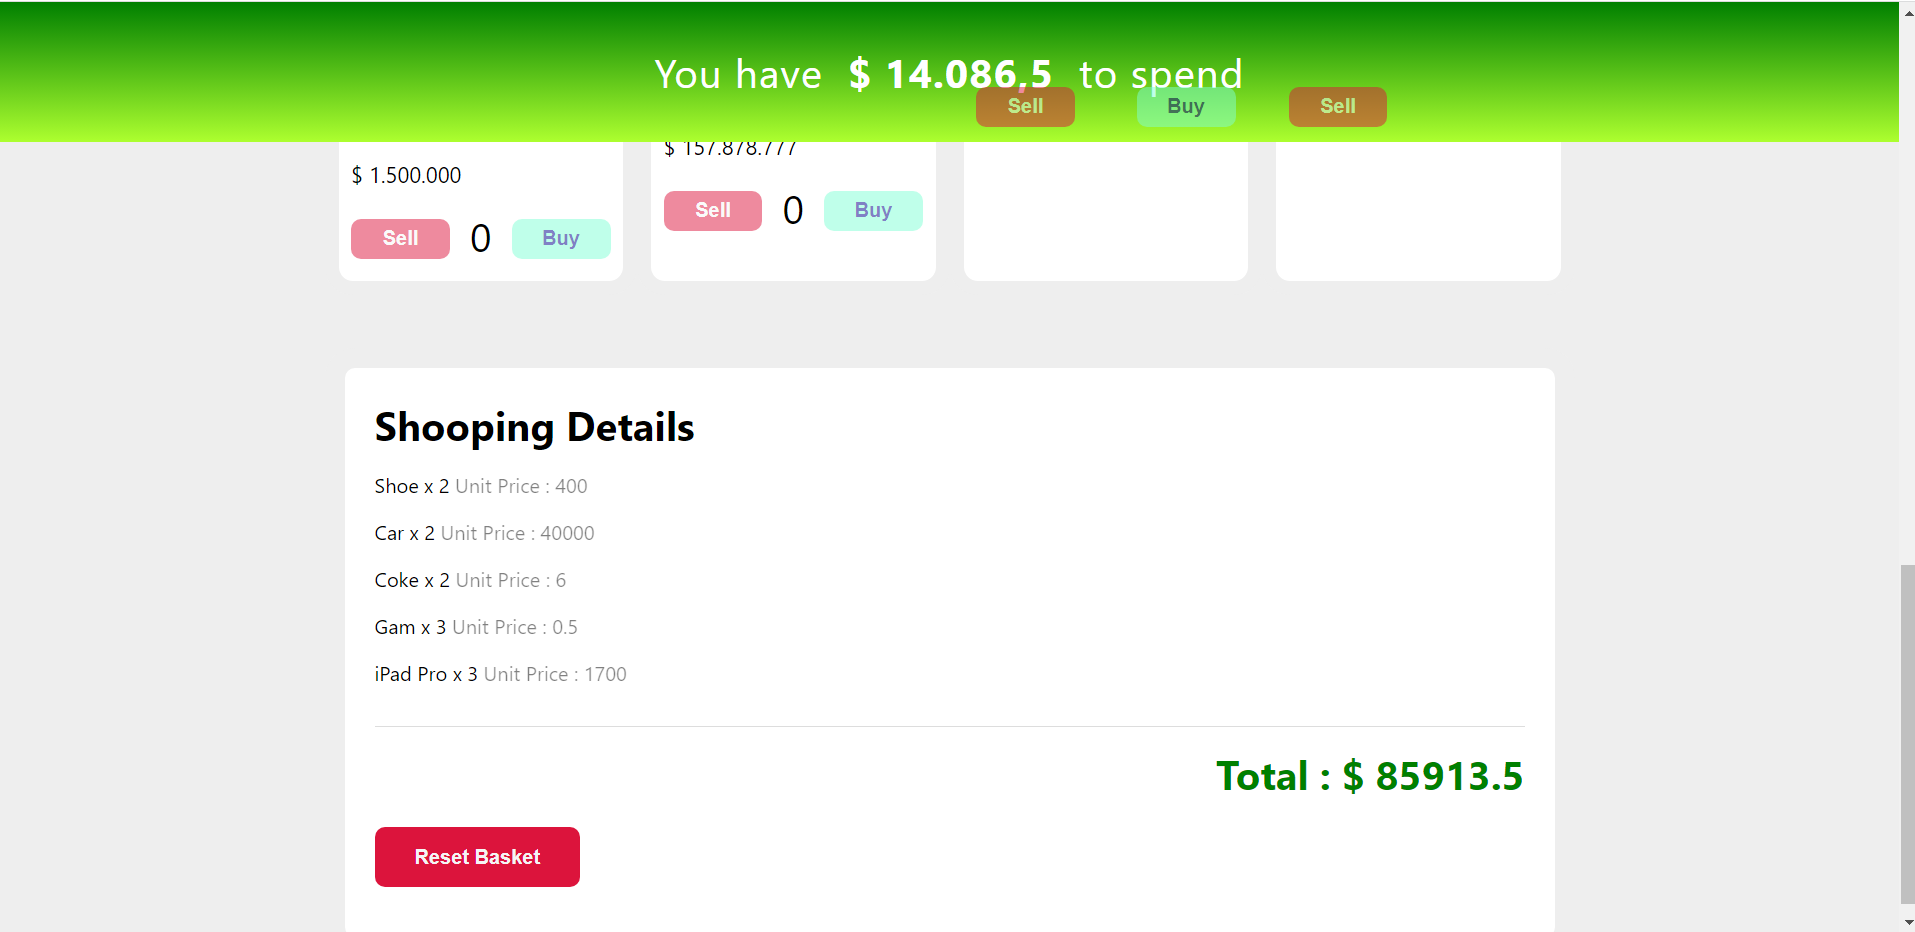 You have $ 14.086,5 to spend
Sell Buy Sell
$ 157.878.777
$ 1.500.000
Sell 0 Buy
Sell 0 Buy
Shooping Details
Shoe x 2 Unit Price : 400
Car x 2 Unit Price : 40000
Coke x 2 Unit Price : 6
Gam x 3 Unit Price : 0.5
iPad Pro x 3 Unit Price : 1700
Total : $ 85913.5
Reset Basket